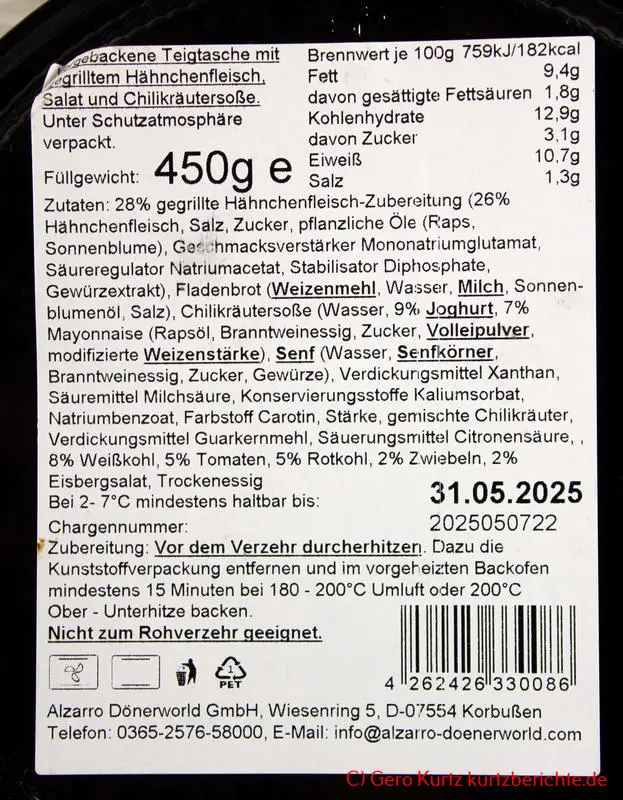 gebackene Teigtasche mit
grilltem Hähnchenfleisch,
Salat und Chilikräutersoße.
Unter Schutzatmosphäre
verpackt.
Füllgewicht: 450g e
Brennwert je 100g 759kJ/182kcal
Fett 9,4g
davon gesättigte Fettsäuren 1,8g
Kohlenhydrate 12,9g
davon Zucker 3,1g
Eiweiß 10,7g
Salz 1,3g
Zutaten: 28% gegrillte Hähnchenfleisch-Zubereitung (26%
Hähnchenfleisch, Salz, Zucker, pflanzliche Öle (Raps,
Sonnenblume), Geschmacksverstärker Mononatriumglutamat,
Säureregulator Natriumacetat, Stabilisator Diphosphate,
Gewürzextrakt), Fladenbrot (Weizenmehl, Wasser, Milch, Sonnen-
blumenöl, Salz), Chilikräutersoße (Wasser, 9% Joghurt, 7%
Mayonnaise (Rapsöl, Branntweinessig, Zucker, Volleipulver,
modifizierte Weizenstärke), Senf (Wasser, Senfkörner,
Branntweinessig, Zucker, Gewürze), Verdickungsmittel Xanthan,
Säuremittel Milchsäure, Konservierungsstoffe Kaliumsorbat,
Natriumbenzoat, Farbstoff Carotin, Stärke, gemischte Chilikräuter,
Verdickungsmittel Guarkernmehl, Säuerungsmittel Citronensäure, ,
8% Weißkohl, 5% Tomaten, 5% Rotkohl, 2% Zwiebeln, 2%
Eisbergsalat, Trockenessig
Bei 2- 7°C mindestens haltbar bis: 31.05.2025
Chargennummer: 2025050722
Zubereitung: Vor dem Verzehr durcherhitzen. Dazu die
Kunststoffverpackung entfernen und im vorgeheizten Backofen
mindestens 15 Minuten bei 180 - 200°C Umluft oder 200°C
Ober - Unterhitze backen.
Nicht zum Rohverzehr geeignet.
1
PET
4 262426 330086
Alzarro Dönerworld GmbH, Wiesenring 5, D-07554 Korbußen
Telefon: 0365-2576-58000, E-Mail: info@alzarro-doenerworld.com
C) Gero Kurtz kurtzberichte.de